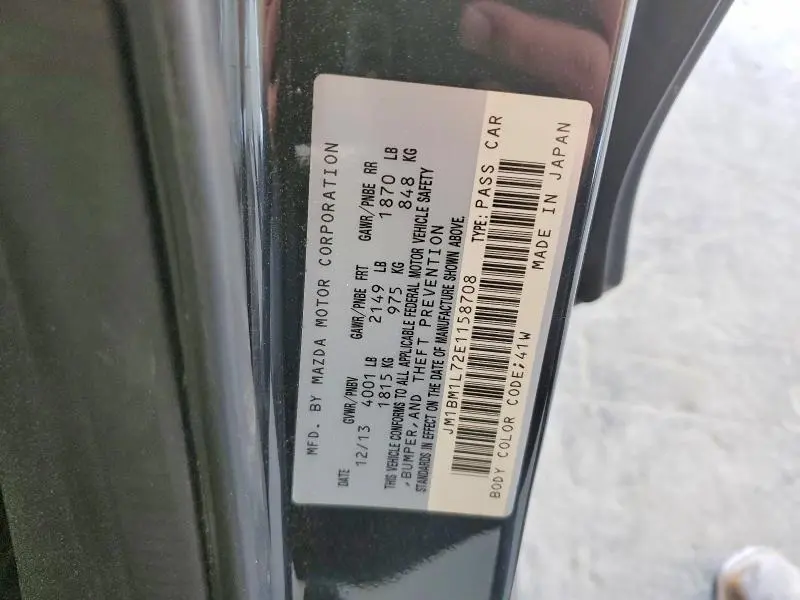 MFD. BY MAZDA MOTOR CORPORATION
DATE GVWR/PNBV GAWR/PNBE FRT GAWR/PNBE RR
12/13 4001 LB 2149 LB 1870 LB
1815 KG 975 KG 848 KG
THIS VEHICLE CONFORMS TO ALL APPLICABLE FEDERAL MOTOR VEHICLE SAFETY
,BUMPER,AND THEFT PREVENTION
STANDARDS IN EFFECT ON THE DATE OF MANUFACTURE SHOWN ABOVE.
JM1BM1L72E1158708 TYPE: PASS CAR
BODY COLOR CODE;41W MADE IN JAPAN